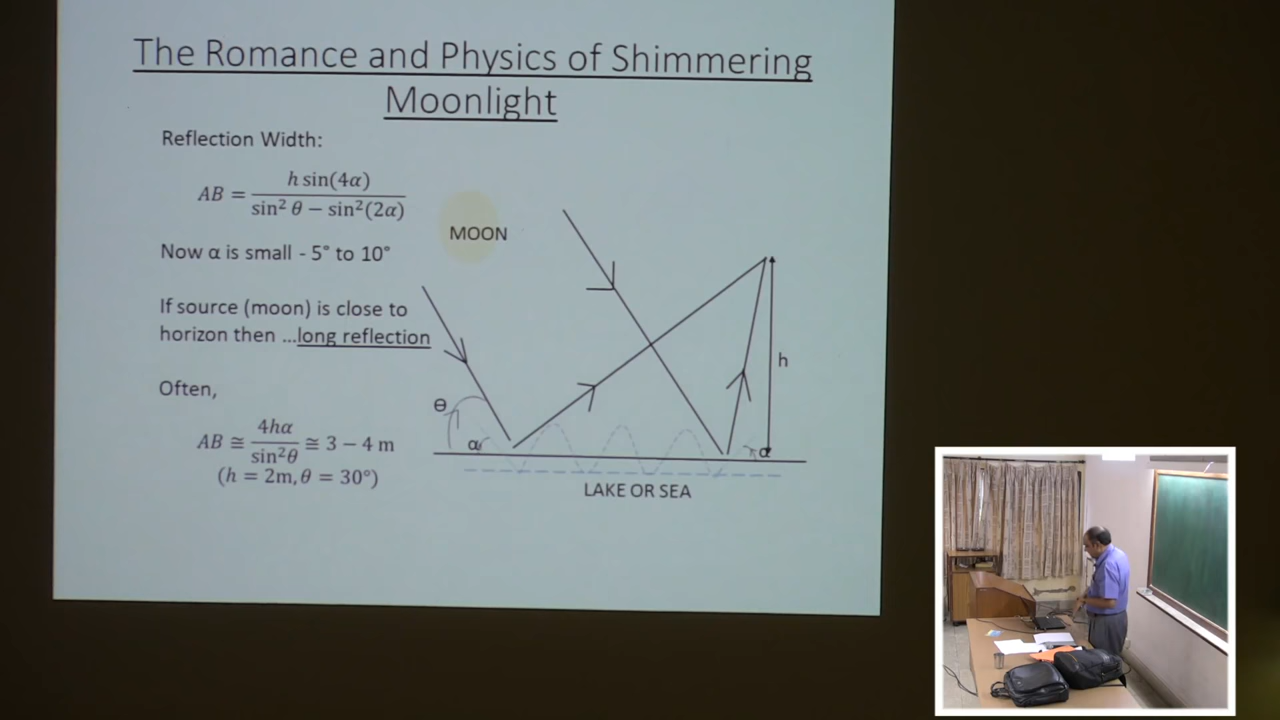 The Romance and Physics of Shimmering
Moonlight
Reflection Width:
AB = h sin(4α) / sin² θ − sin²(2α)
Now α is small - 5° to 10°
If source (moon) is close to
horizon then ...long reflection
Often,
AB ≅ 4hα / sin²θ ≅ 3 − 4 m
(h = 2m, θ = 30°)
MOON
h
θ
α
α
LAKE OR SEA